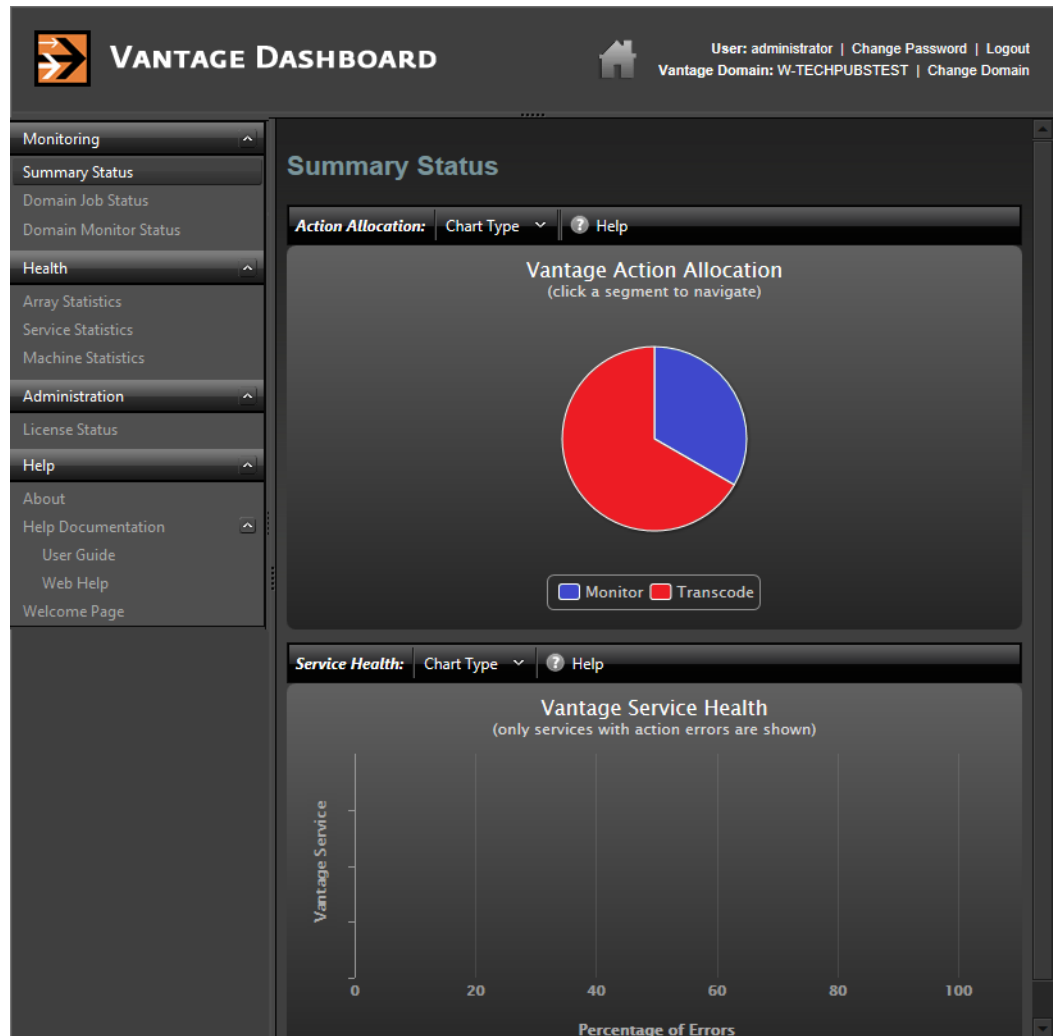 VANTAGE DASHBOARD
User: administrator | Change Password | Logout
Vantage Domain: W-TECHPUBSTEST | Change Domain
Monitoring
Summary Status
Domain Job Status
Domain Monitor Status
Health
Array Statistics
Service Statistics
Machine Statistics
Administration
License Status
Help
About
Help Documentation
User Guide
Web Help
Welcome Page
Summary Status
Action Allocation: Chart Type ? Help
Vantage Action Allocation
(click a segment to navigate)
Monitor Transcode
Service Health: Chart Type ? Help
Vantage Service Health
(only services with action errors are shown)
Vantage Service
0 20 40 60 80 100
Percentage of Errors